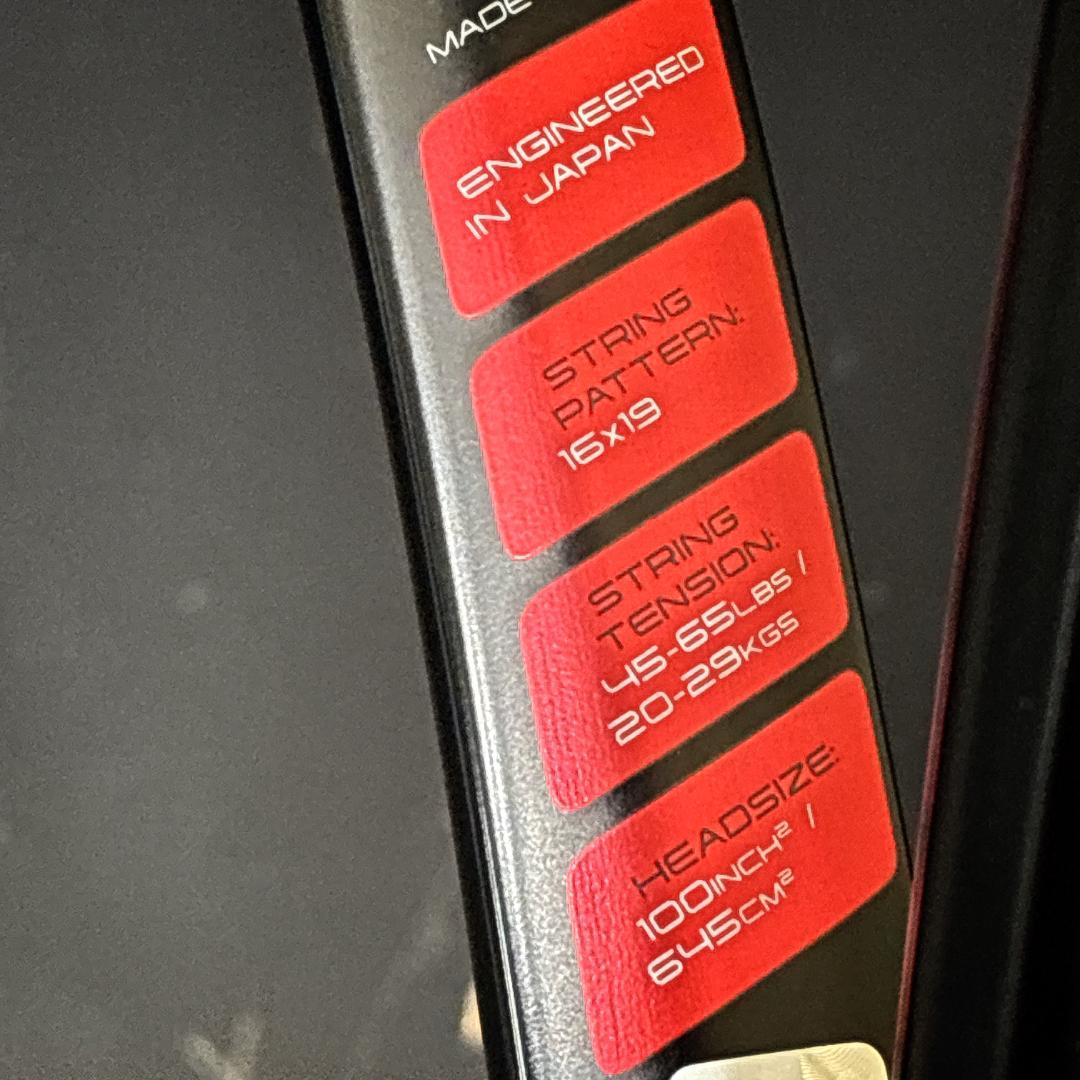 MADE
ENGINEERED
IN JAPAN
STRING
PATTERN:
16x19
STRING
TENSION:
45-65LBS /
20-29KGS
HEADSIZE:
100INCH² /
645CM²